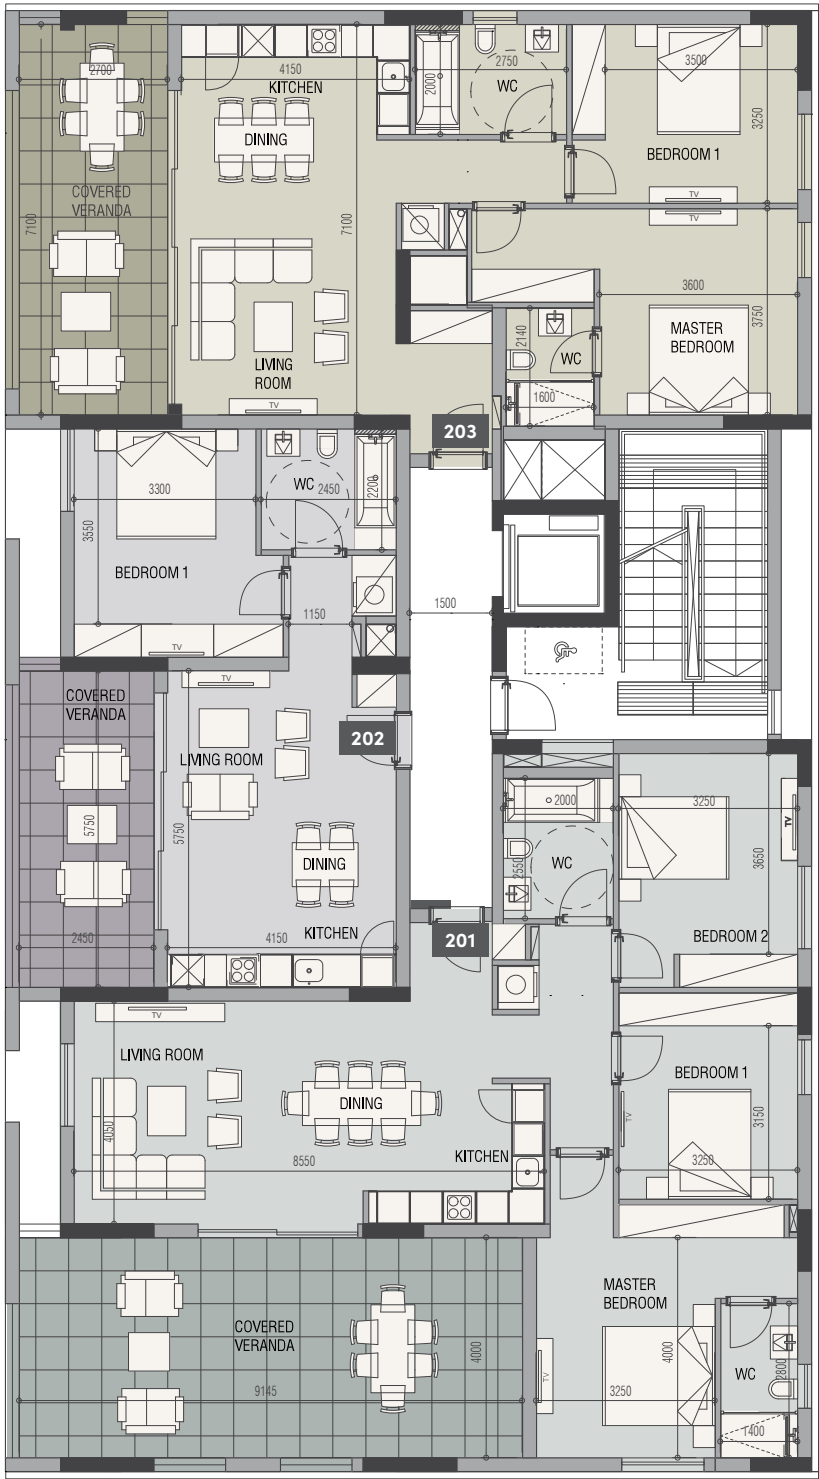 2700
4150
KITCHEN
2000
2750
WC
3500
3250
DINING
BEDROOM 1
COVERED
VERANDA
7100
7100
TV
TV
3600
3750
MASTER
BEDROOM
2140
WC
1600
LIVING
ROOM
TV
203
3300
3550
WC
2450
2200
BEDROOM 1
1150
1500
TV
COVERED
VERANDA
TV
202
LIVING ROOM
5750
5750
DINING
KITCHEN
2450
4150
2000
2550
WC
3250
TV
3650
BEDROOM 2
201
TV
LIVING ROOM
DINING
4050
8550
KITCHEN
BEDROOM 1
TV
3150
3250
MASTER
BEDROOM
COVERED
VERANDA
4000
9145
4000
TV
3250
WC
2800
1400